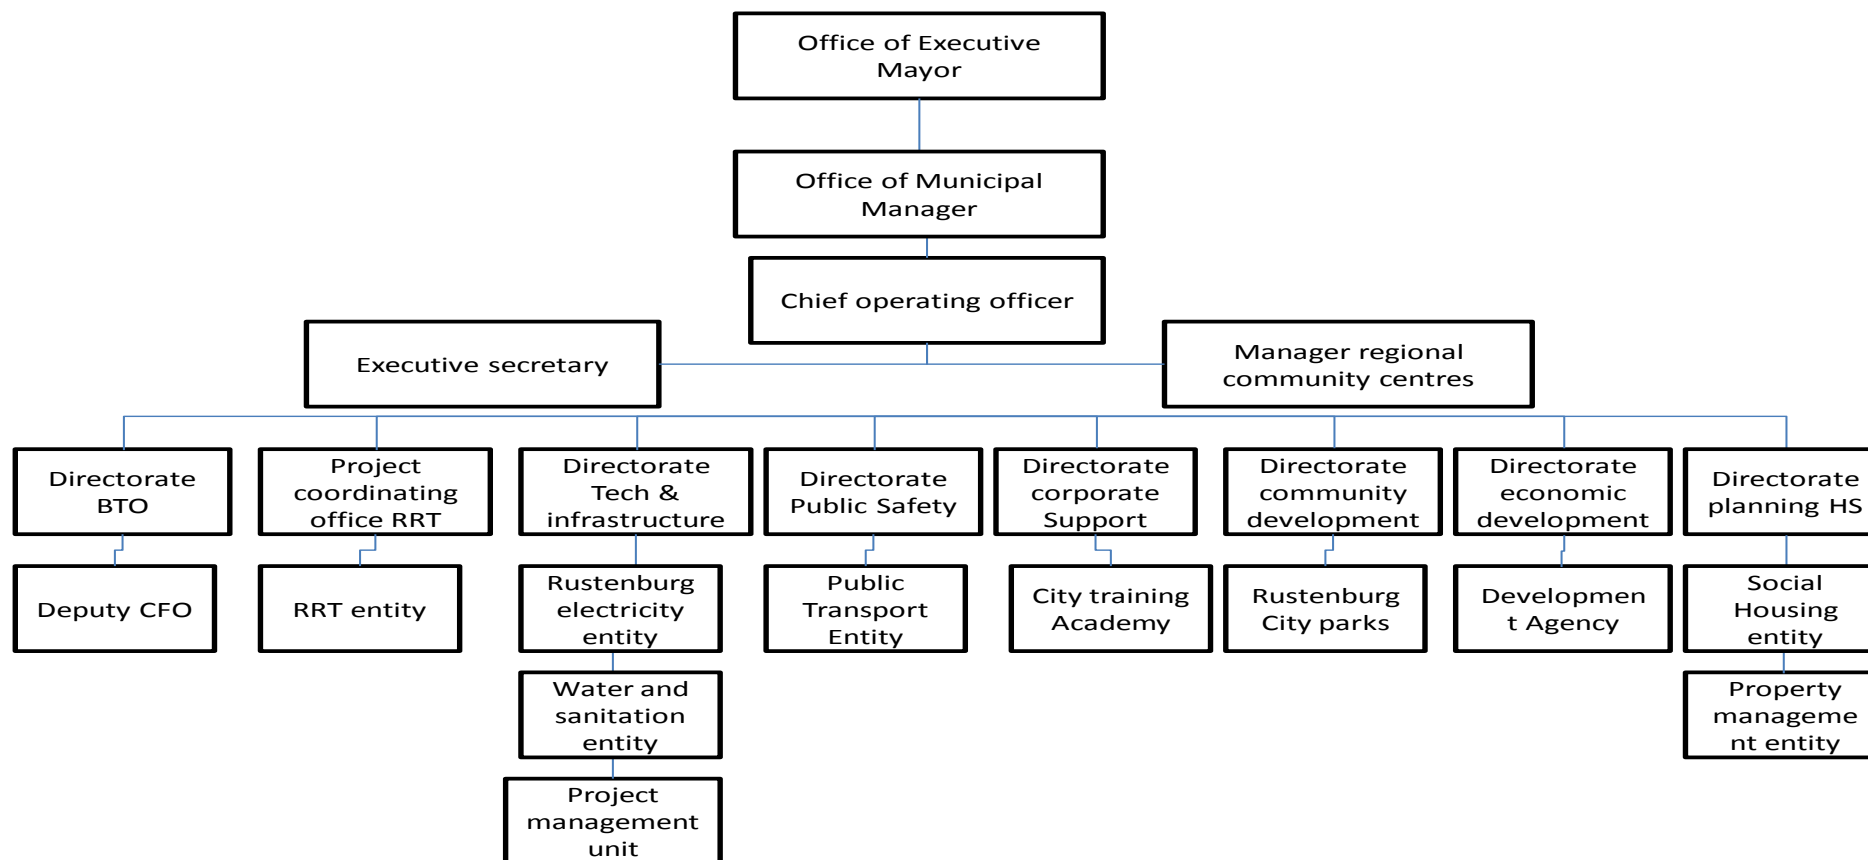 Office of Executive
Mayor
Office of Municipal
Manager
Chief operating officer
Executive secretary
Manager regional
community centres
Directorate
BTO
Project
coordinating
office RRT
Directorate
Tech &
infrastructure
Directorate
Public Safety
Directorate
corporate
Support
Directorate
community
development
Directorate
economic
development
Directorate
planning HS
Deputy CFO
RRT entity
Rustenburg
electricity
entity
Public
Transport
Entity
City training
Academy
Rustenburg
City parks
Developmen
t Agency
Social
Housing
entity
Water and
sanitation
entity
Property
manageme
nt entity
Project
management
unit